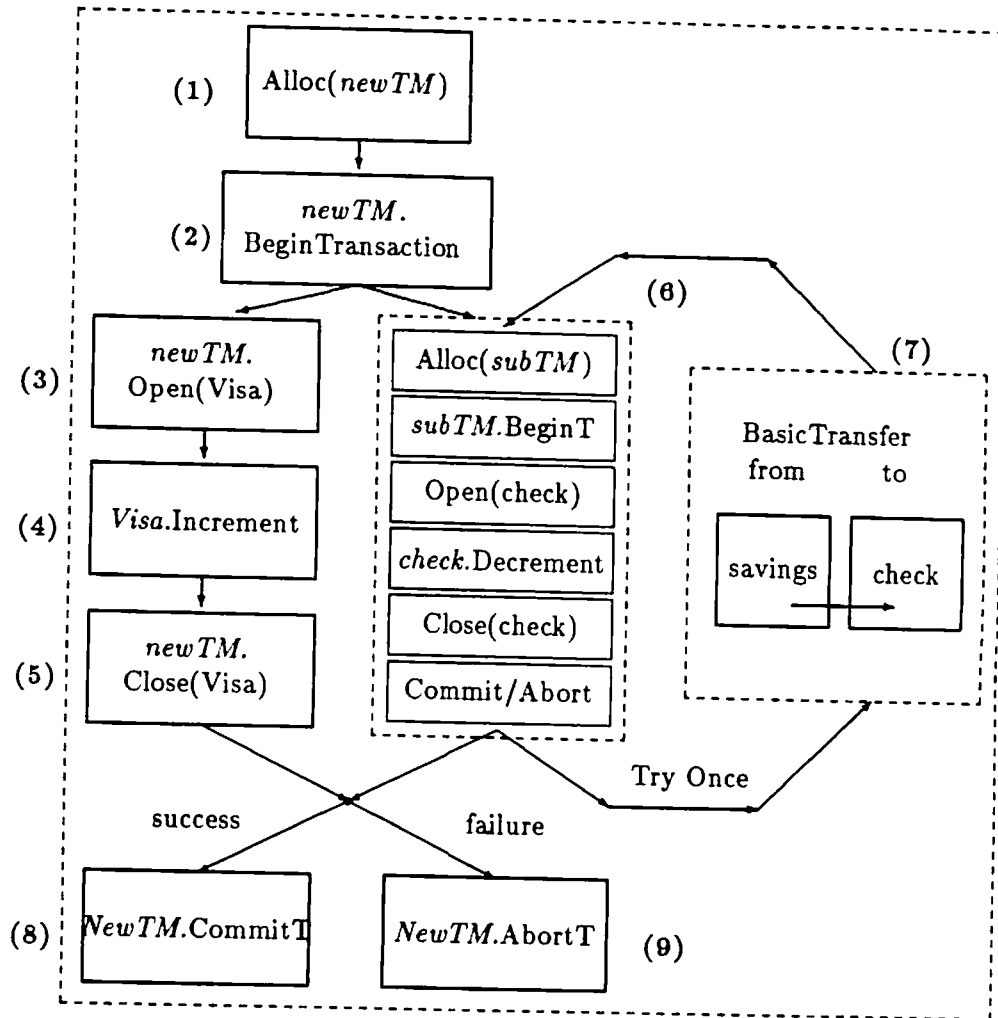 (1)
Alloc(newTM)
(2)
newTM.
BeginTransaction
(3)
newTM.
Open(Visa)
(4)
Visa.Increment
(5)
newTM.
Close(Visa)
(6)
Alloc(subTM)
subTM.BeginT
Open(check)
check.Decrement
Close(check)
Commit/Abort
(7)
BasicTransfer
from to
savings
check
Try Once
success
failure
(8)
NewTM.CommitT
NewTM.AbortT
(9)